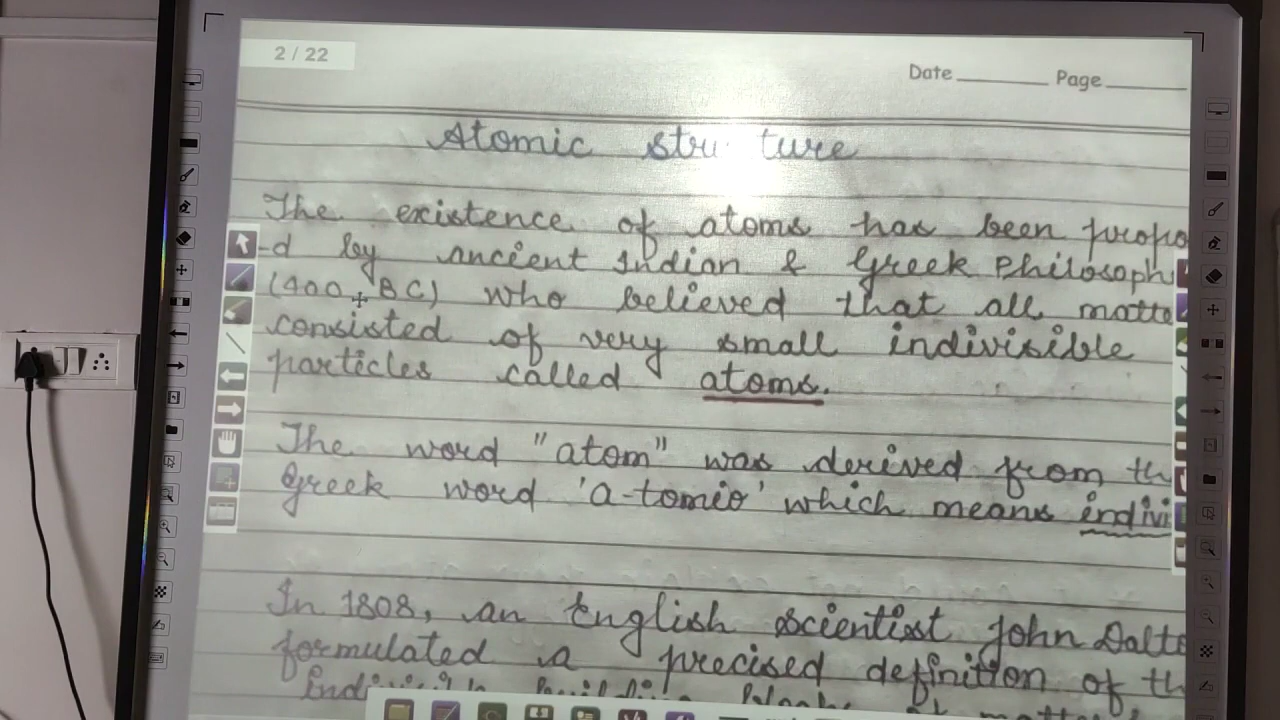 2 / 22
Date Page
Atomic structure
The existence of atoms has been propo
-d by ancient Indian & Greek Philosoph
(400 BC) who believed that all matte
consisted of very small indivisible
particles called atoms.
The word "atom" was derived from th
Greek word 'a-tomio' which means indivi
In 1808, an English scientist John Dalto
formulated a precised definition of th